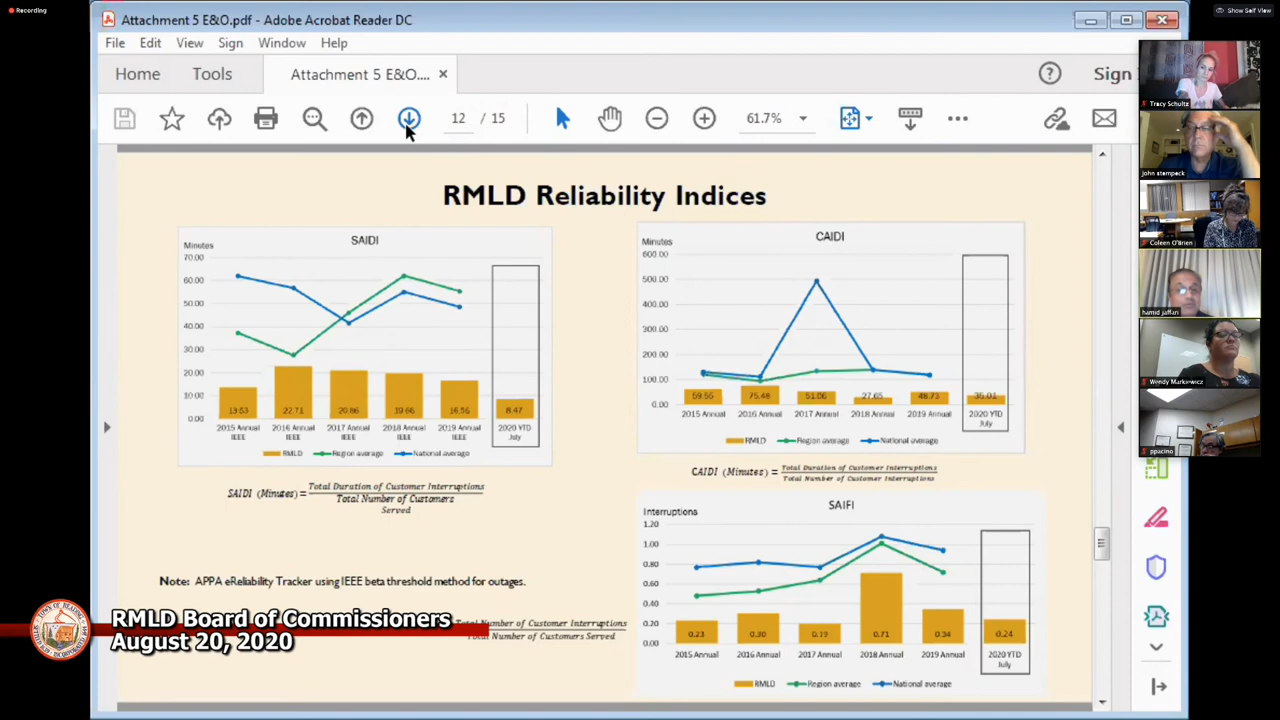 Recording
Show Self View
Attachment 5 E&O.pdf - Adobe Acrobat Reader DC
File Edit View Sign Window Help
Home Tools Attachment 5 E&O.... × ? Sign
12 / 15 61.7%
RMLD Reliability Indices
SAIDI
Minutes
70.00
60.00
50.00
40.00
30.00
20.00
10.00
0.00
13.53 22.71 20.86 19.66 16.56 8.47
2015 Annual IEEE
2016 Annual IEEE
2017 Annual IEEE
2018 Annual IEEE
2019 Annual IEEE
2020 YTD July
RMLD Region average National average
SAIDI (Minutes) = Total Duration of Customer Interruptions
Total Number of Customers
Served
CAIDI
Minutes
600.00
500.00
400.00
300.00
200.00
100.00
0.00
59.56 75.48 51.06 27.65 48.73 35.01
2015 Annual 2016 Annual 2017 Annual 2018 Annual 2019 Annual 2020 YTD
July
RMLD Region average National average
CAIDI (Minutes) = Total Duration of Customer Interruptions
Total Number of Customer Interruptions
SAIFI
Interruptions
1.20
1.00
0.80
0.60
0.40
0.20
0.00
0.23 0.30 0.19 0.71 0.34 0.24
2015 Annual 2016 Annual 2017 Annual 2018 Annual 2019 Annual 2020 YTD
July
RMLD Region average National average
Note: APPA eReliability Tracker using IEEE beta threshold method for outages.
Number of Customer Interruptions
Total Number of Customers Served
RMLD Board of Commissioners
August 20, 2020
Tracy Schultz
john stempeck
Coleen O'Brien
hamid jaffari
Wendy Markiewicz
ppacino